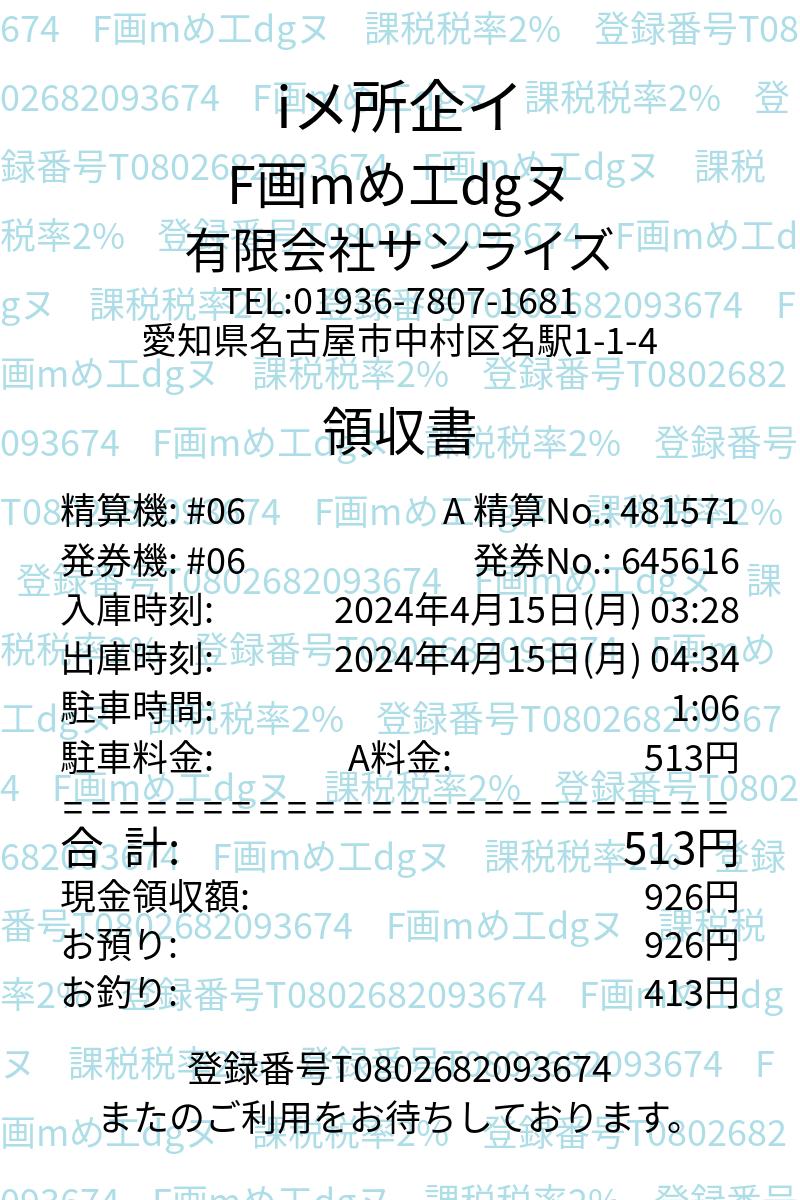 iメ所企イ
F画mめ工dgヌ
有限会社サンライズ
TEL:01936-7807-1681
愛知県名古屋市中村区名駅1-1-4
領収書
精算機: #06 A 精算No.: 481571
発券機: #06 発券No.: 645616
入庫時刻: 2024年4月15日(月) 03:28
出庫時刻: 2024年4月15日(月) 04:34
駐車時間: 1:06
駐車料金: A料金: 513円
========================
合 計: 513円
現金領収額: 926円
お預り: 926円
お釣り: 413円
登録番号T0802682093674
またのご利用をお待ちしております。
674 F画mめ工dgヌ 課税税率2% 登録番号T08
02682093674 F画mめ工dgヌ 課税税率2% 登
録番号T0802682093674 F画mめ工dgヌ 課税
税率2% 登録番号T0802682093674 F画mめ工d
gヌ 課税税率2% 登録番号T0802682093674 F
画mめ工dgヌ 課税税率2% 登録番号T0802682
093674 F画mめ工dgヌ 課税税率2% 登録番号
T0802682093674 F画mめ工dgヌ 課税税率2%
登録番号T0802682093674 F画mめ工dgヌ 課
税税率2% 登録番号T0802682093674 F画mめ
工dgヌ 課税税率2% 登録番号T080268209367
4 F画mめ工dgヌ 課税税率2% 登録番号T0802
682093674 F画mめ工dgヌ 課税税率2% 登録
番号T0802682093674 F画mめ工dgヌ 課税税
率2% 登録番号T0802682093674 F画mめ工dg
ヌ 課税税率2% 登録番号T0802682093674 F
画mめ工dgヌ 課税税率2% 登録番号T0802682
093674 F画mめ工dgヌ 課税税率2% 登録番号